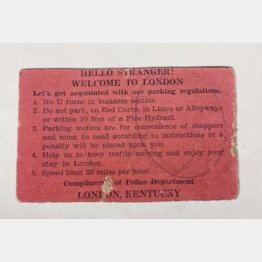 HELLO STRANGER!
WELCOME TO LONDON
Let's get acquainted with our parking regulations.
1. No U turns in business section.
2. Do not park, on Red Curbs, in Lanes or Alleyways
or within 10 feet of a Fire Hydrant.
3. Parking meters are for convenience of shoppers
and must be used according to instructions or a
penalty will be placed upon you.
4. Help us to keep traffic moving and enjoy your
stay in London.
5. Speed limit 20 miles per hour.
Compliments of Police Department
LONDON, KENTUCKY